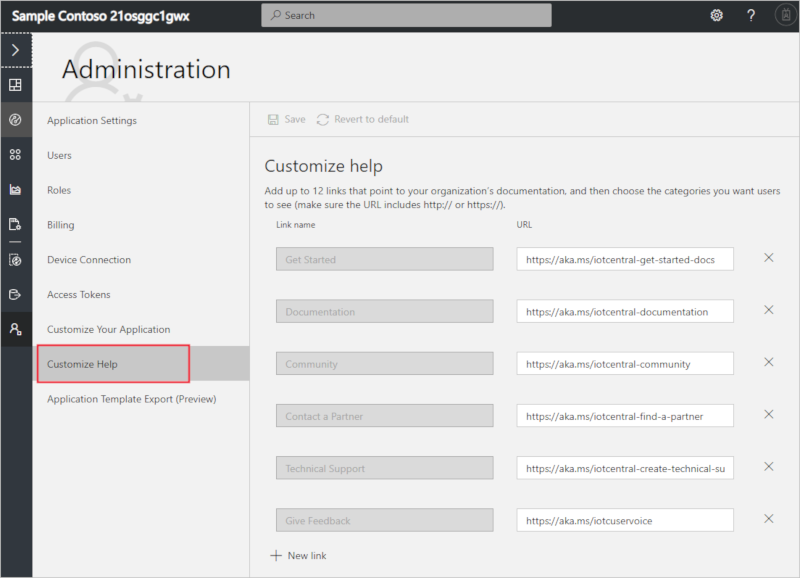 Sample Contoso 21osggc1gwx
Search
?
Administration
Application Settings
Users
Roles
Billing
Device Connection
Access Tokens
Customize Your Application
Customize Help
Application Template Export (Preview)
Save
Revert to default
Customize help
Add up to 12 links that point to your organization's documentation, and then choose the categories you want users
to see (make sure the URL includes http:// or https://).
Link name
URL
Get Started
https://aka.ms/iotcentral-get-started-docs
Documentation
https://aka.ms/iotcentral-documentation
Community
https://aka.ms/iotcentral-community
Contact a Partner
https://aka.ms/iotcentral-find-a-partner
Technical Support
https://aka.ms/iotcentral-create-technical-su
Give Feedback
https://aka.ms/iotcuservoice
New link